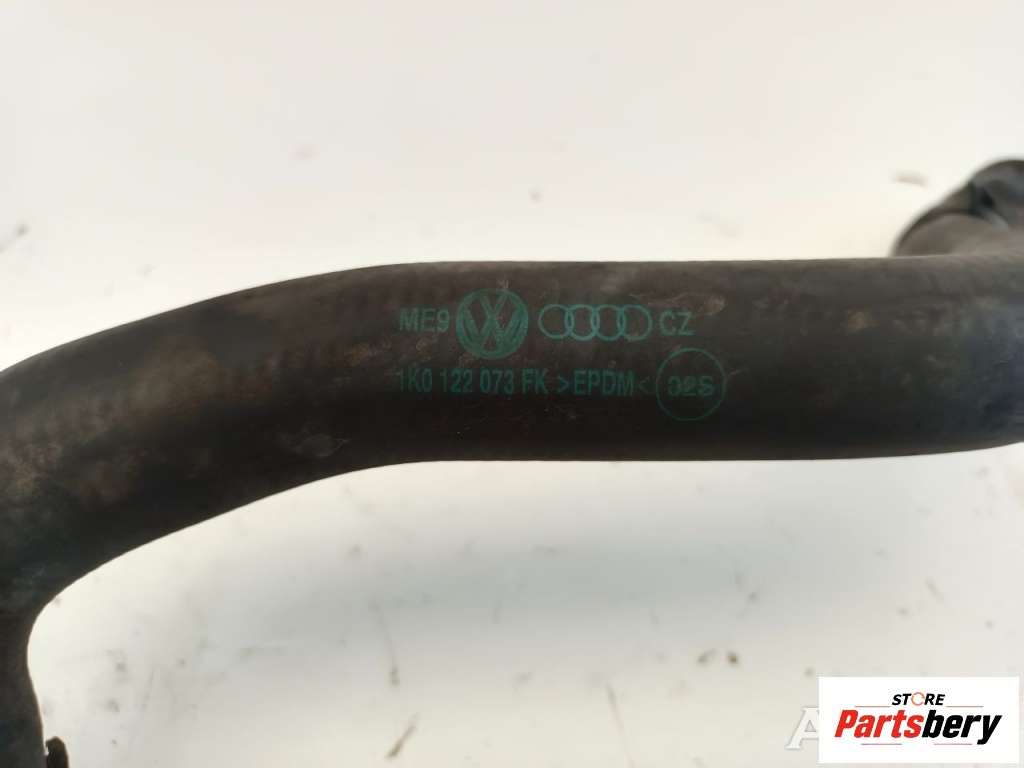 ME9 CZ
1K0 122 073 FK >EPDM<
STORE
Partsbery